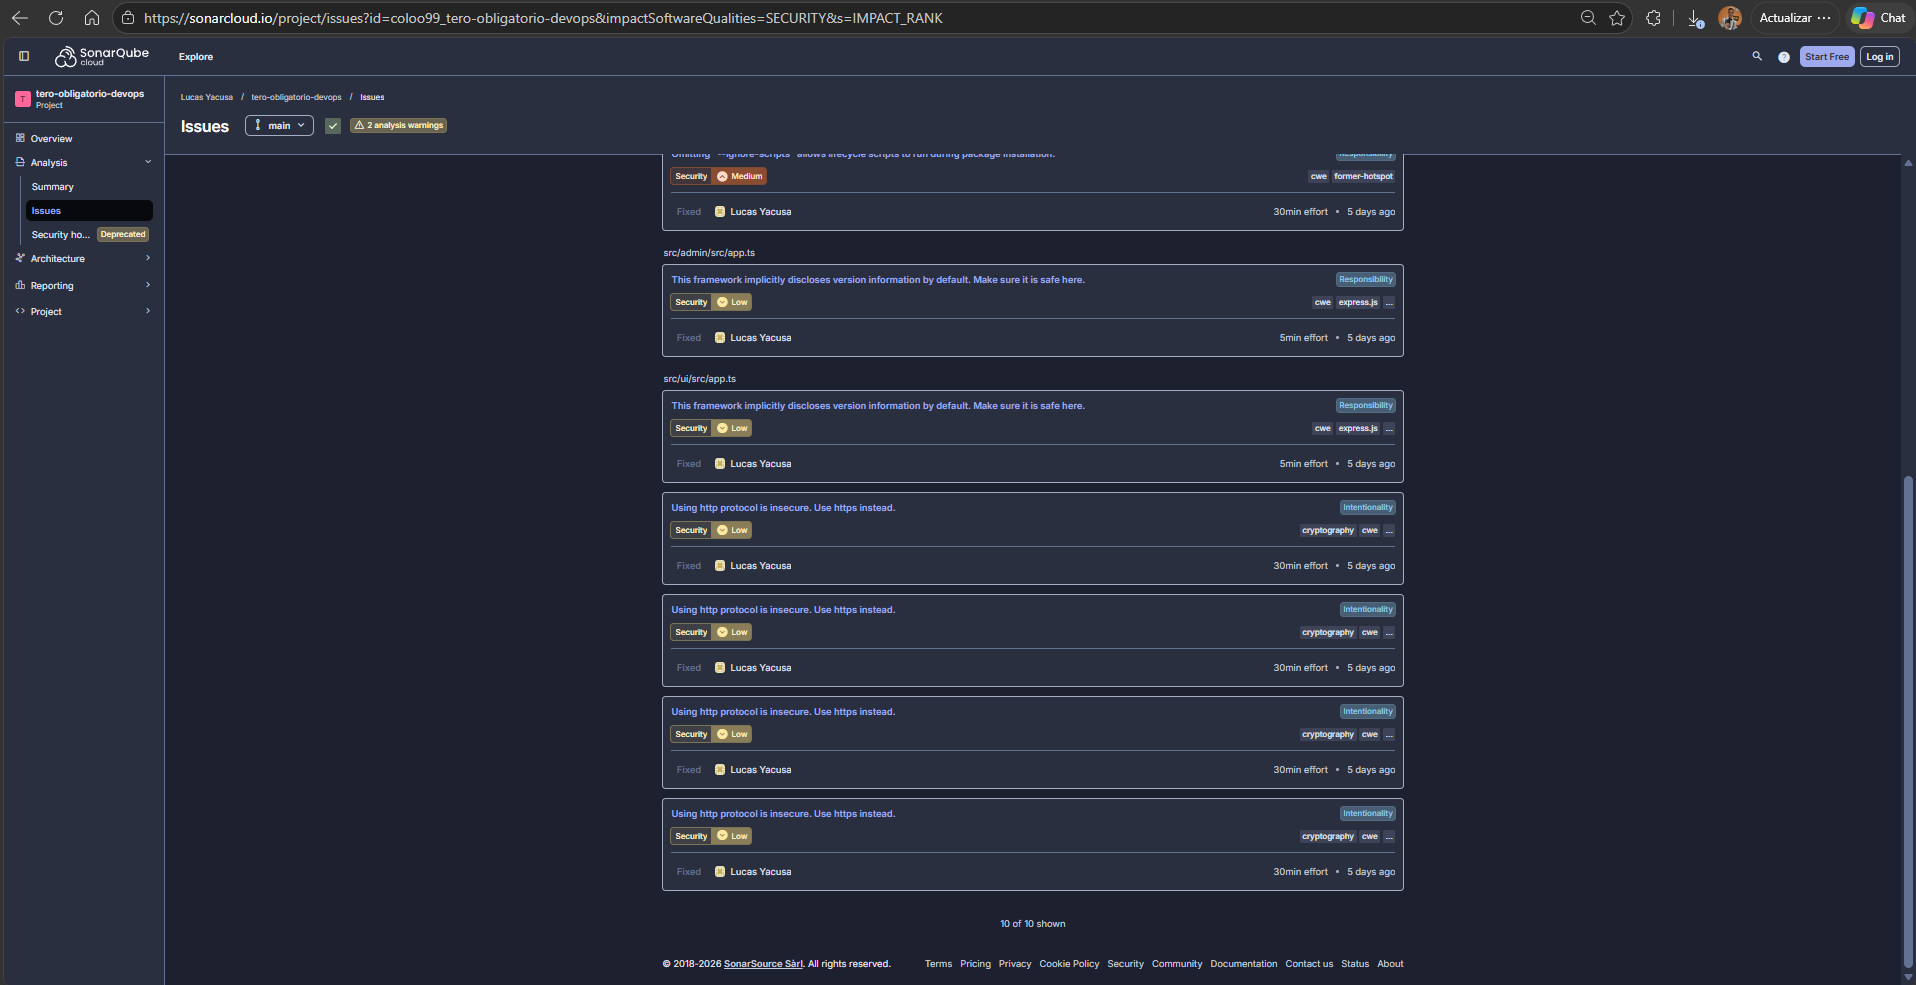 https://sonarcloud.io/project/issues?id=coloo99_tero-obligatorio-devops&impactSoftwareQualities=SECURITY&s=IMPACT_RANK
Actualizar
Chat
SonarQube cloud
Explore
?
Start Free
Log in
T
tero-obligatorio-devops
Project
Overview
Analysis
Summary
Issues
Security ho... Deprecated
Architecture
Reporting
Project
Lucas Yacusa / tero-obligatorio-devops / Issues
Issues
main
2 analysis warnings
Omitting "--ignore-scripts" allows lifecycle scripts to run during package installation.
Responsibility
Security Medium
cwe former-hotspot
Fixed Lucas Yacusa
30min effort • 5 days ago
src/admin/src/app.ts
This framework implicitly discloses version information by default. Make sure it is safe here.
Responsibility
Security Low
cwe express.js ...
Fixed Lucas Yacusa
5min effort • 5 days ago
src/ui/src/app.ts
This framework implicitly discloses version information by default. Make sure it is safe here.
Responsibility
Security Low
cwe express.js ...
Fixed Lucas Yacusa
5min effort • 5 days ago
Using http protocol is insecure. Use https instead.
Intentionality
Security Low
cryptography cwe ...
Fixed Lucas Yacusa
30min effort • 5 days ago
Using http protocol is insecure. Use https instead.
Intentionality
Security Low
cryptography cwe ...
Fixed Lucas Yacusa
30min effort • 5 days ago
Using http protocol is insecure. Use https instead.
Intentionality
Security Low
cryptography cwe ...
Fixed Lucas Yacusa
30min effort • 5 days ago
Using http protocol is insecure. Use https instead.
Intentionality
Security Low
cryptography cwe ...
Fixed Lucas Yacusa
30min effort • 5 days ago
10 of 10 shown
© 2018-2026 SonarSource Sàrl. All rights reserved.
Terms Pricing Privacy Cookie Policy Security Community Documentation Contact us Status About